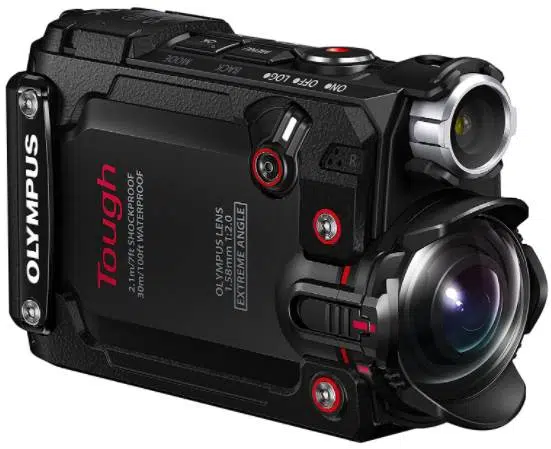 OK
MENU
MODE
BACK
ON
OFF
LOG
R
OLYMPUS
Tough
2.1m/7ft SHOCKPROOF
30m/100ft WATERPROOF
OLYMPUS LENS
1.58mm 1:2.0
EXTREME ANGLE